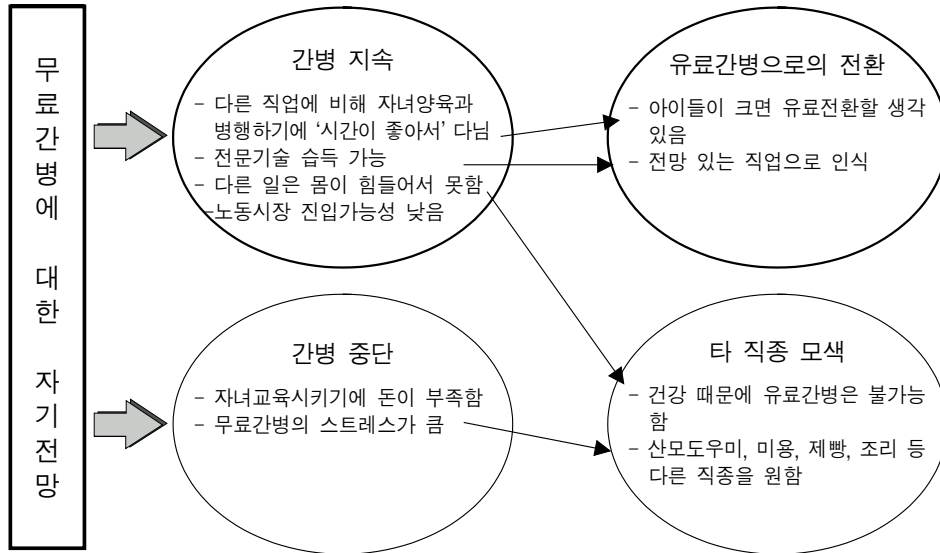 무료간병에 대한 자기전망
간병 지속
- 다른 직업에 비해 자녀양육과
병행하기에 ‘시간이 좋아서’ 다님
- 전문기술 습득 가능
- 다른 일은 몸이 힘들어서 못함
-노동시장 진입가능성 낮음
유료간병으로의 전환
- 아이들이 크면 유료전환할 생각
있음
- 전망 있는 직업으로 인식
간병 중단
- 자녀교육시키기에 돈이 부족함
- 무료간병의 스트레스가 큼
타 직종 모색
- 건강 때문에 유료간병은 불가능
함
- 산모도우미, 미용, 제빵, 조리 등
다른 직종을 원함